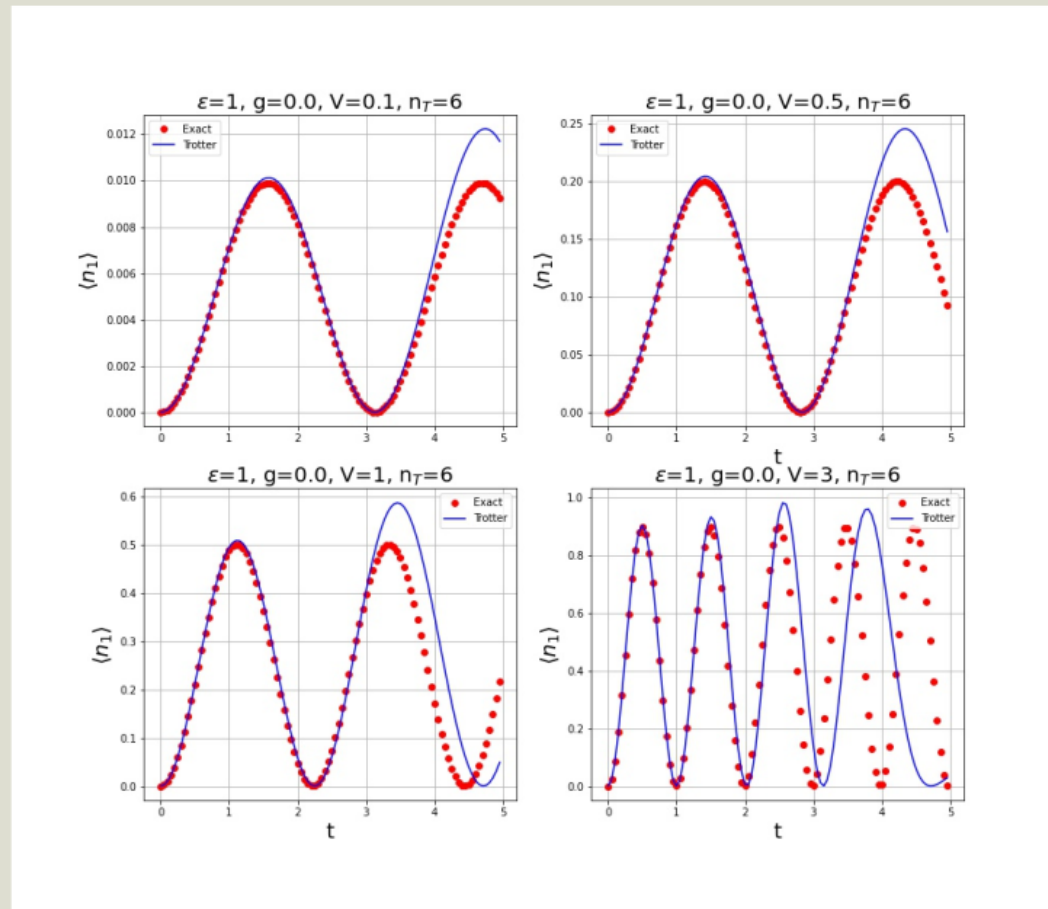 ε=1, g=0.0, V=0.1, n_T=6
Exact
Trotter
⟨n₁⟩
0.012
0.010
0.008
0.006
0.004
0.002
0.000
0 1 2 3 4 5
ε=1, g=0.0, V=0.5, n_T=6
Exact
Trotter
⟨n₁⟩
0.25
0.20
0.15
0.10
0.05
0.00
0 1 2 3 4 5
t
ε=1, g=0.0, V=1, n_T=6
Exact
Trotter
⟨n₁⟩
0.6
0.5
0.4
0.3
0.2
0.1
0.0
0 1 2 3 4 5
t
ε=1, g=0.0, V=3, n_T=6
Exact
Trotter
⟨n₁⟩
1.0
0.8
0.6
0.4
0.2
0.0
0 1 2 3 4 5
t